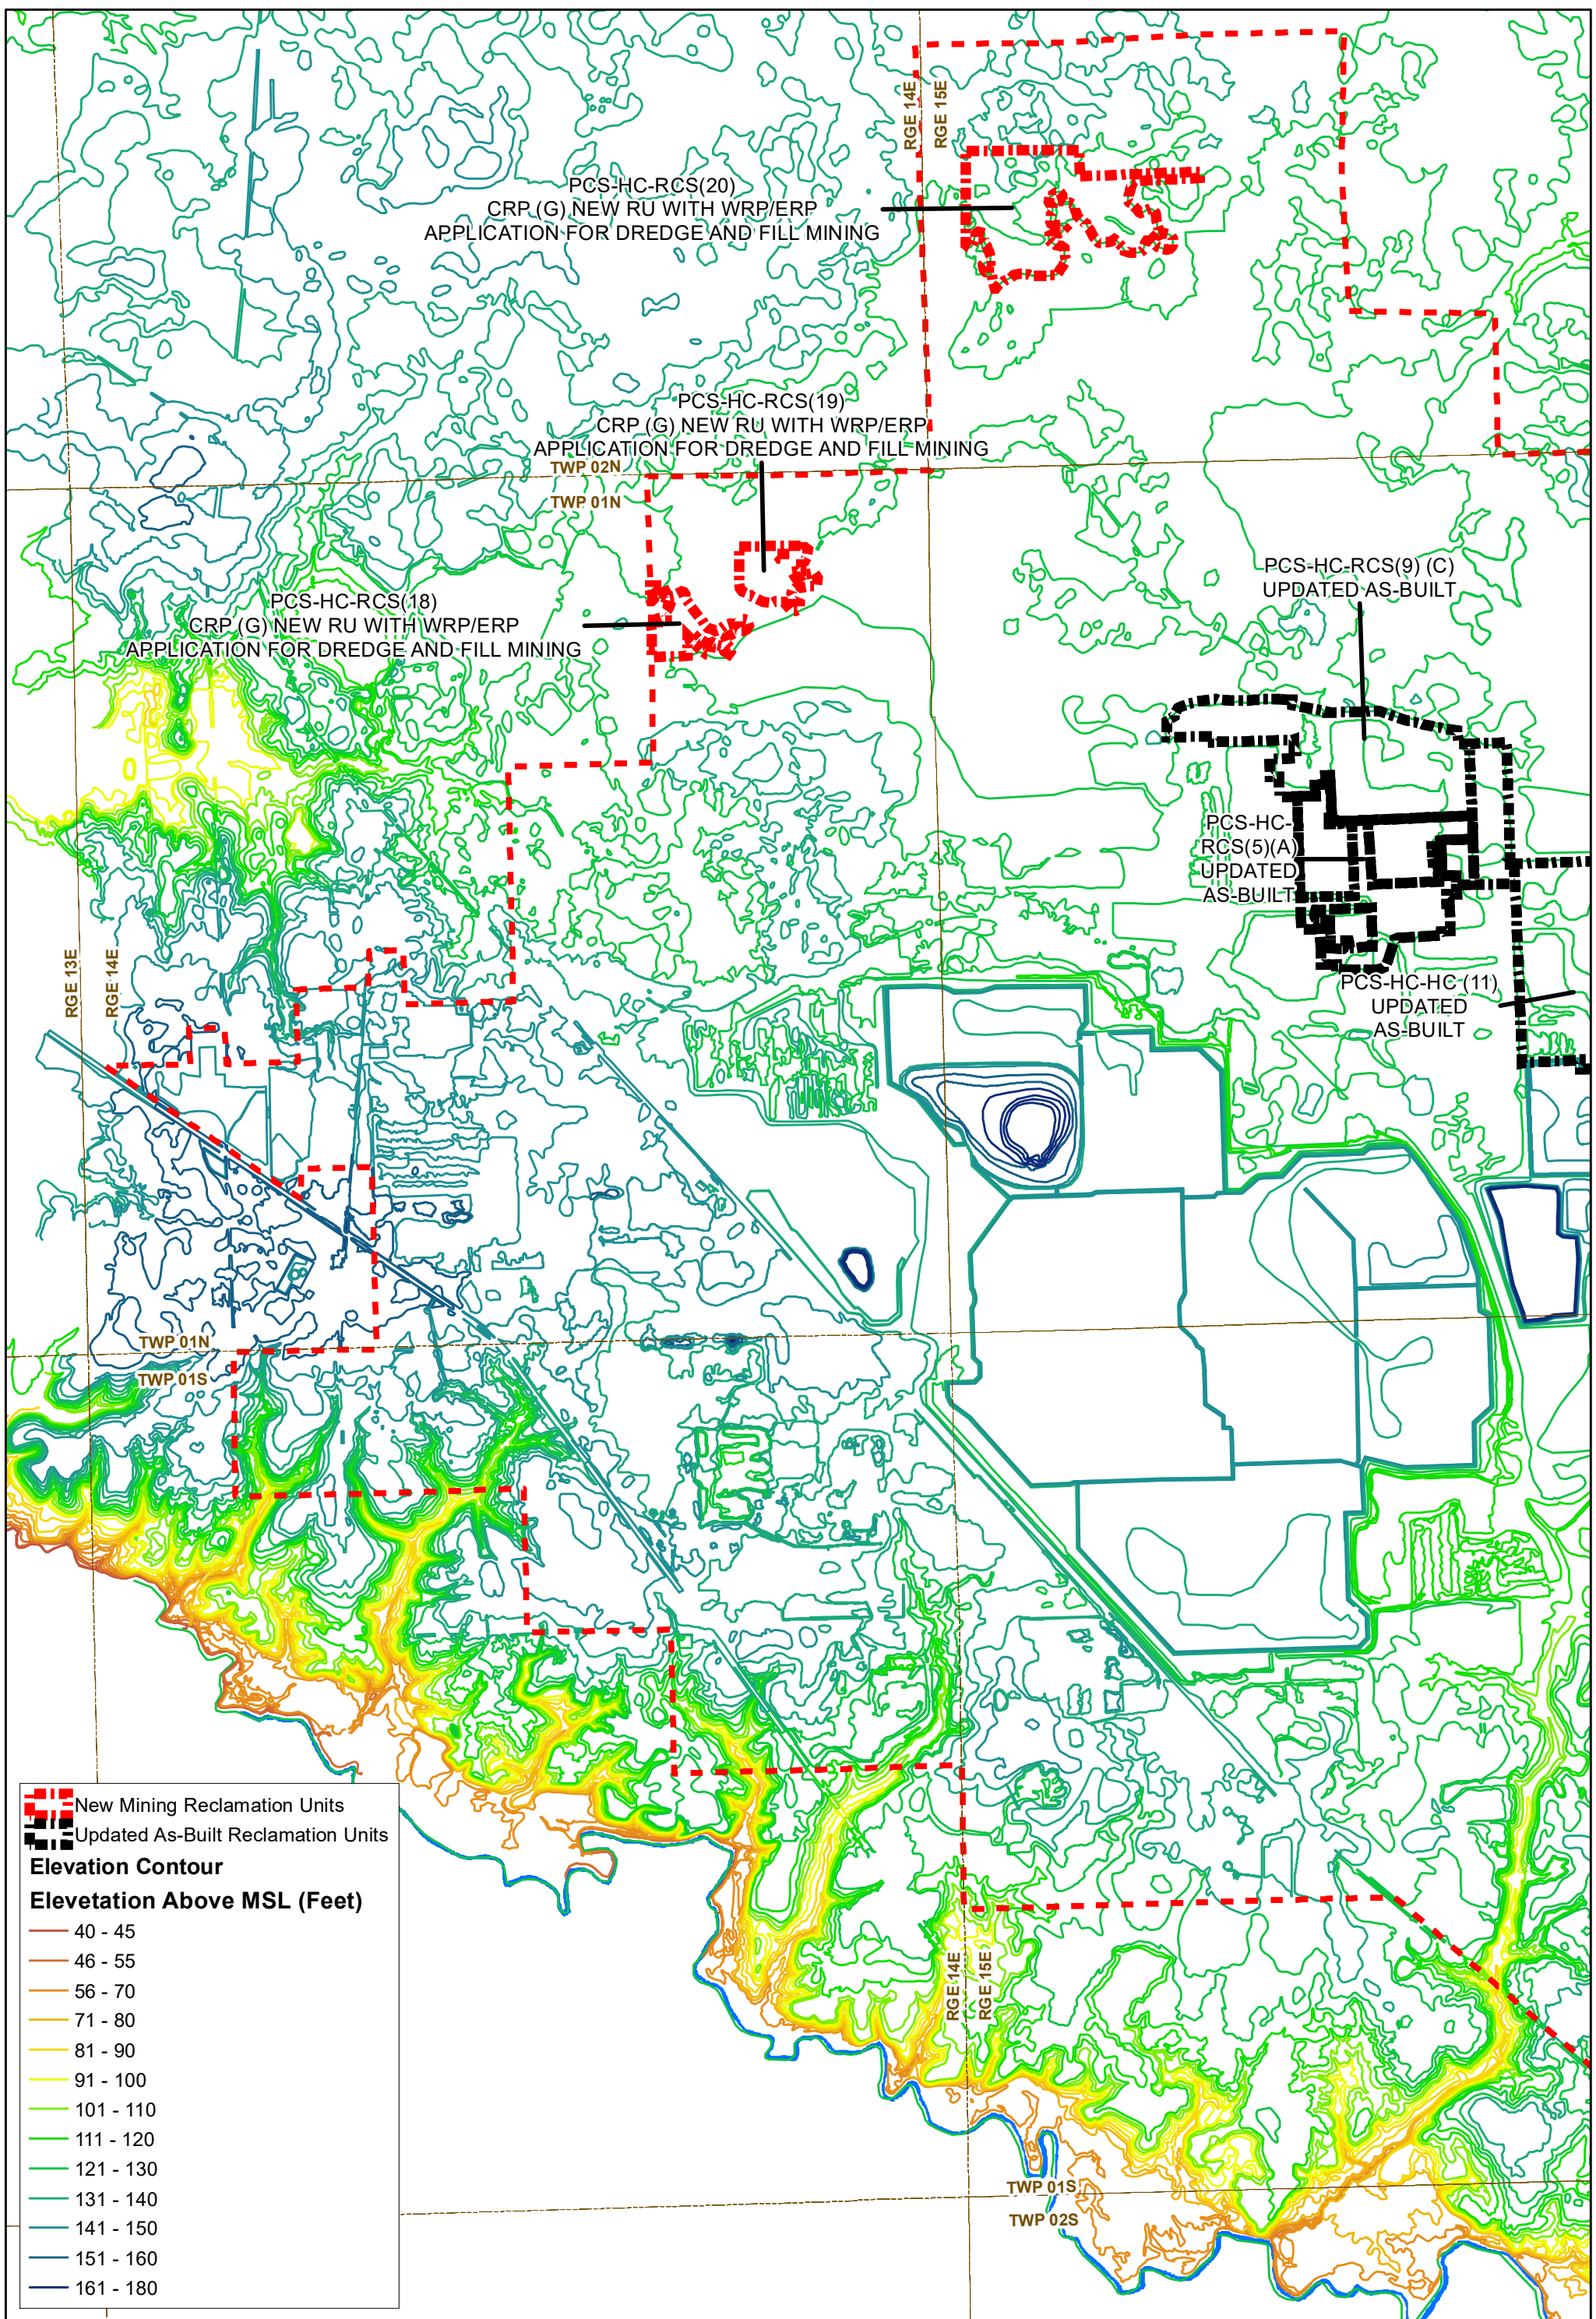 RGE 14E
RGE 15E
PCS-HC-RCS(20)
CRP (G) NEW RU WITH WRP/ERP
APPLICATION FOR DREDGE AND FILL MINING
PCS-HC-RCS(19)
CRP (G) NEW RU WITH WRP/ERP
APPLICATION FOR DREDGE AND FILL MINING
TWP 02N
TWP 01N
PCS-HC-RCS(9) (C)
UPDATED AS-BUILT
PCS-HC-RCS(18)
CRP (G) NEW RU WITH WRP/ERP
APPLICATION FOR DREDGE AND FILL MINING
PCS-HC-
RCS(5)(A)
UPDATED
AS-BUILT
RGE 13E
RGE 14E
PCS-HC-HC (11)
UPDATED
AS-BUILT
TWP 01N
TWP 01S
New Mining Reclamation Units
Updated As-Built Reclamation Units
Elevation Contour
Elevetation Above MSL (Feet)
40 - 45
46 - 55
56 - 70
71 - 80
81 - 90
91 - 100
101 - 110
111 - 120
121 - 130
131 - 140
141 - 150
151 - 160
161 - 180
RGE 14E
RGE 15E
TWP 01S
TWP 02S